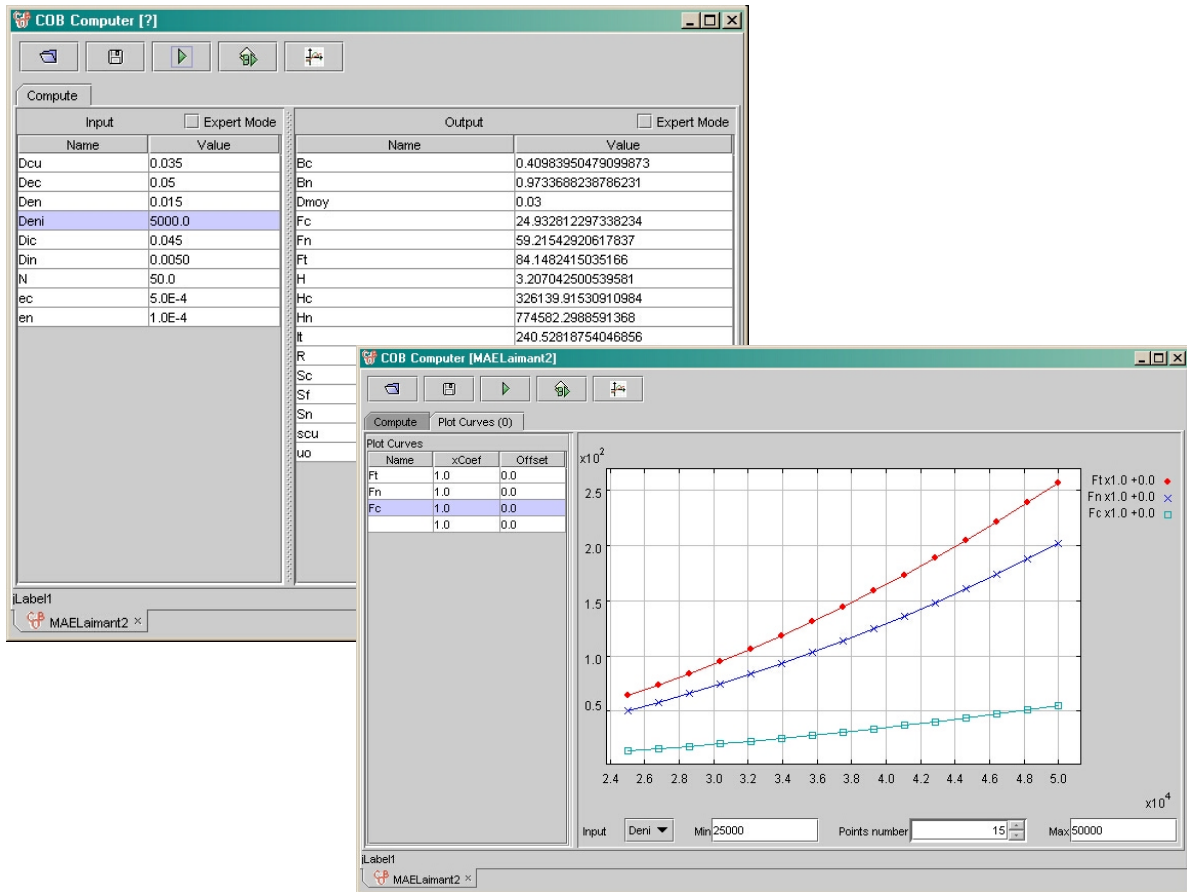 COB Computer [?]
Compute
Input Expert Mode
Name Value
Dcu 0.035
Dec 0.05
Den 0.015
Deni 5000.0
Dic 0.045
Din 0.0050
N 50.0
ec 5.0E-4
en 1.0E-4
Output Expert Mode
Name Value
Bc 0.40983950479099873
Bn 0.9733688238786231
Dmoy 0.03
Fc 24.932812297338234
Fn 59.21542920617837
Ft 84.1482415035166
H 3.207042500539581
Hc 326139.91530910984
Hn 774582.2988591368
It 240.52818754046856
R
Sc
Sf
Sn
scu
uo
jLabel1
MAELaimant2 ×
COB Computer [MAELaimant2]
Compute Plot Curves (0)
Plot Curves
Name xCoef Offset
Ft 1.0 0.0
Fn 1.0 0.0
Fc 1.0 0.0
1.0 0.0
x10^2
2.5
2.0
1.5
1.0
0.5
2.4 2.6 2.8 3.0 3.2 3.4 3.6 3.8 4.0 4.2 4.4 4.6 4.8 5.0
x10^4
Ft x1.0 +0.0
Fn x1.0 +0.0
Fc x1.0 +0.0
Input Deni Min 25000 Points number 15 Max 50000
jLabel1
MAELaimant2 ×